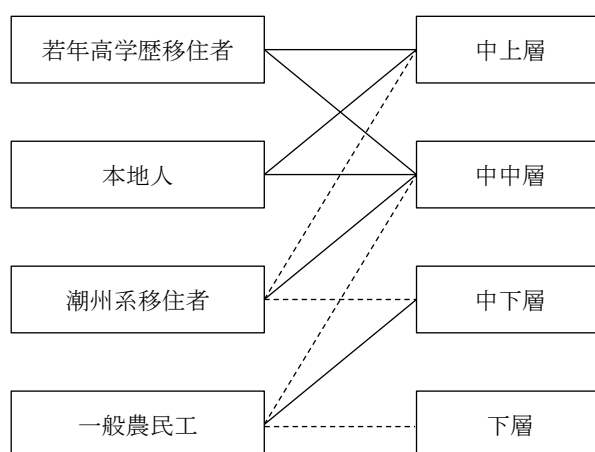 若年高学歴移住者
中上層
本地人
中中層
潮州系移住者
中下層
一般農民工
下層